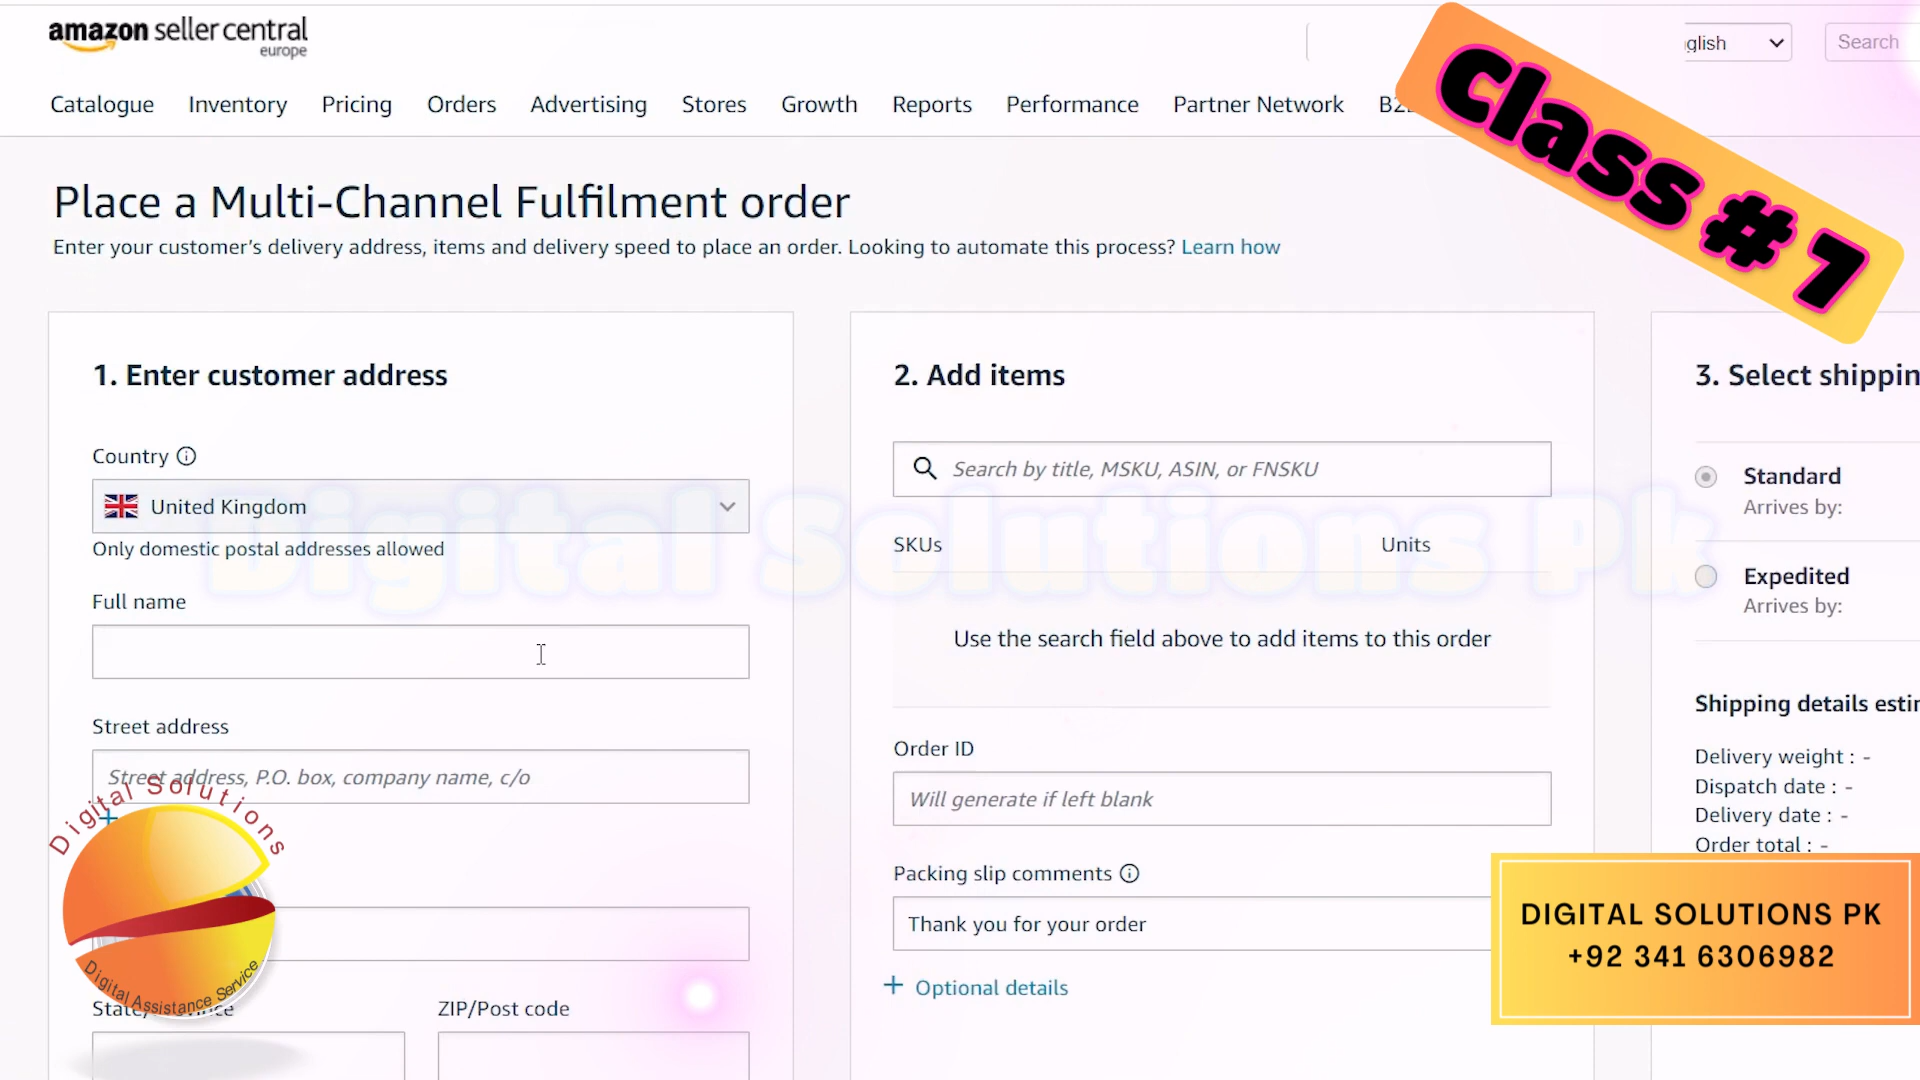 amazon seller central
europe
glish
Search
Catalogue Inventory Pricing Orders Advertising Stores Growth Reports Performance Partner Network
Class # 7
Place a Multi-Channel Fulfilment order
Enter your customer’s delivery address, items and delivery speed to place an order. Looking to automate this process? Learn how
1. Enter customer address
Country
United Kingdom
Only domestic postal addresses allowed
Full name
Street address
Street address, P.O. box, company name, c/o
ZIP/Post code
2. Add items
Search by title, MSKU, ASIN, or FNSKU
SKUs Units
Use the search field above to add items to this order
Order ID
Will generate if left blank
Packing slip comments
Thank you for your order
+ Optional details
3. Select shippin
Standard
Arrives by:
Expedited
Arrives by:
Shipping details estin
Delivery weight : -
Dispatch date : -
Delivery date : -
Order total : -
Digital Solutions Pk
Digital Solutions
Digital Assistance Service
DIGITAL SOLUTIONS PK
+92 341 6306982